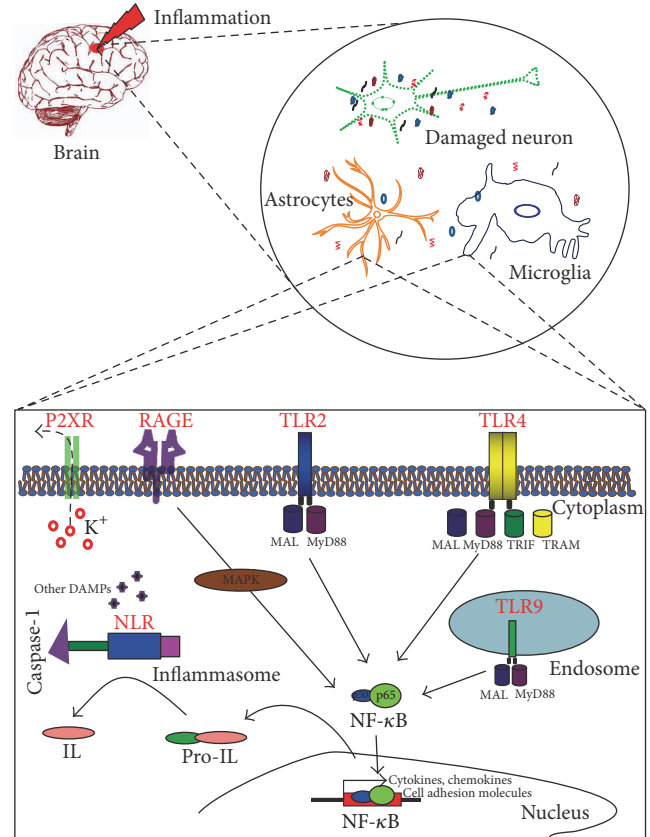 Inflammation
Brain
Damaged neuron
Astrocytes
Microglia
P2XR
RAGE
TLR2
TLR4
K+
Cytoplasm
MAL
MyD88
MAL
MyD88
TRIF
TRAM
MAPK
Other DAMPs
NLR
Caspase-1
Inflammasome
TLR9
Endosome
MAL
MyD88
p50
p65
NF-κB
IL
Pro-IL
Cytokines, chemokines
Cell adhesion molecules
NF-κB
Nucleus